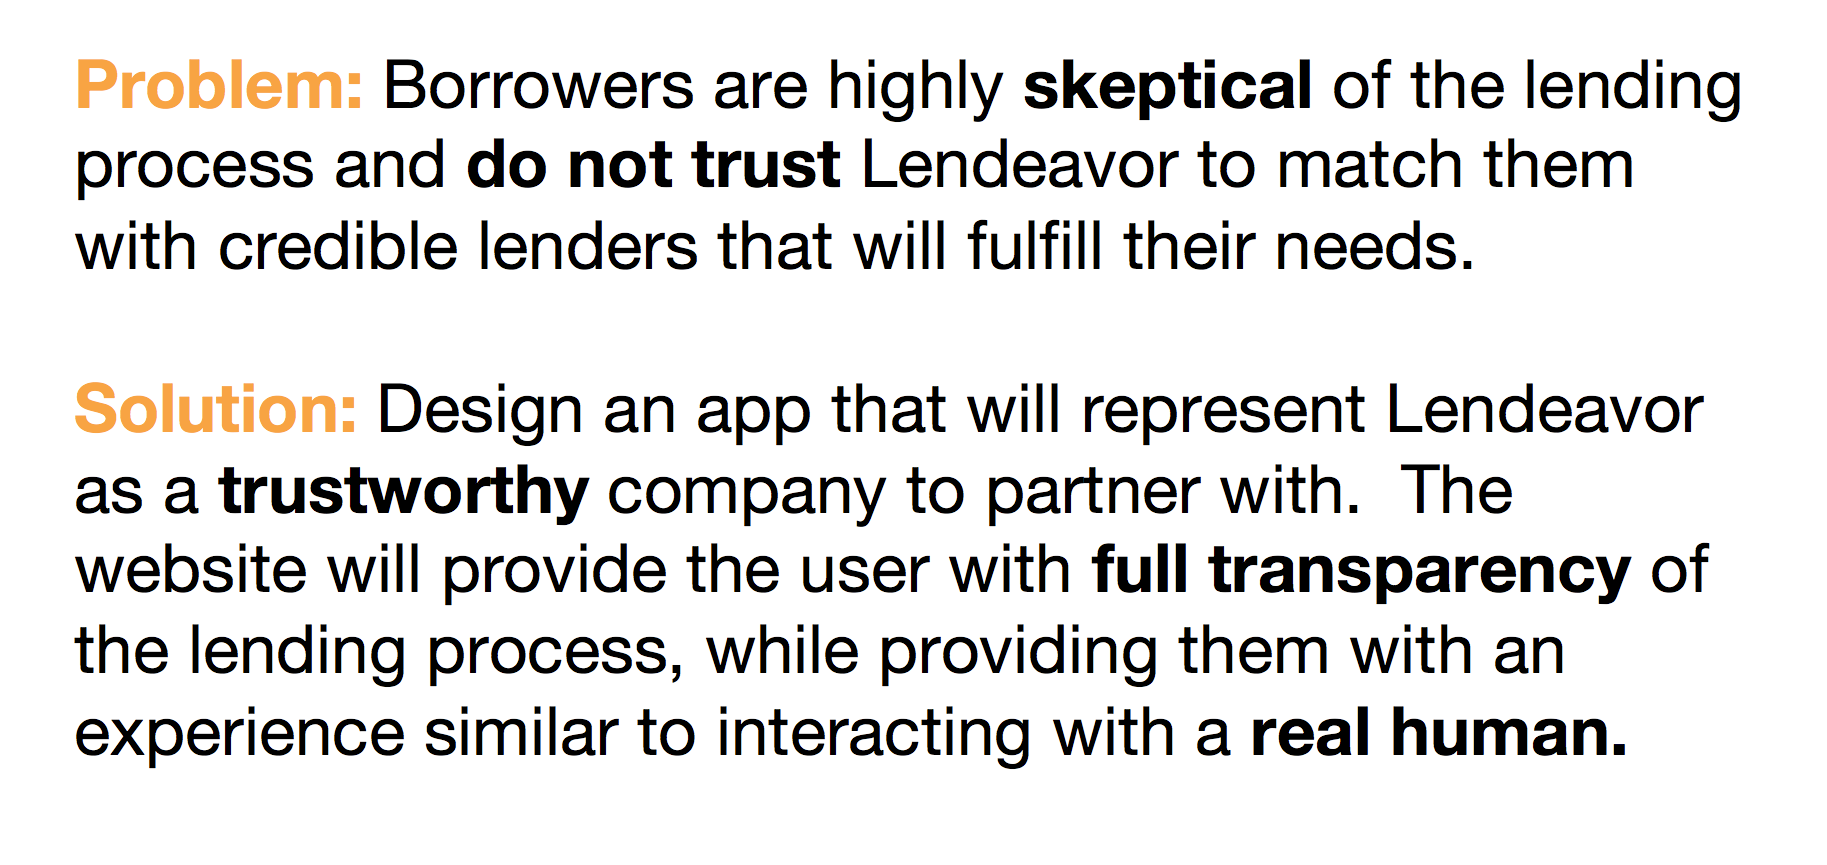 Problem: Borrowers are highly skeptical of the lending
process and do not trust Lendeavor to match them
with credible lenders that will fulfill their needs.
Solution: Design an app that will represent Lendeavor
as a trustworthy company to partner with.  The
website will provide the user with full transparency of
the lending process, while providing them with an
experience similar to interacting with a real human.